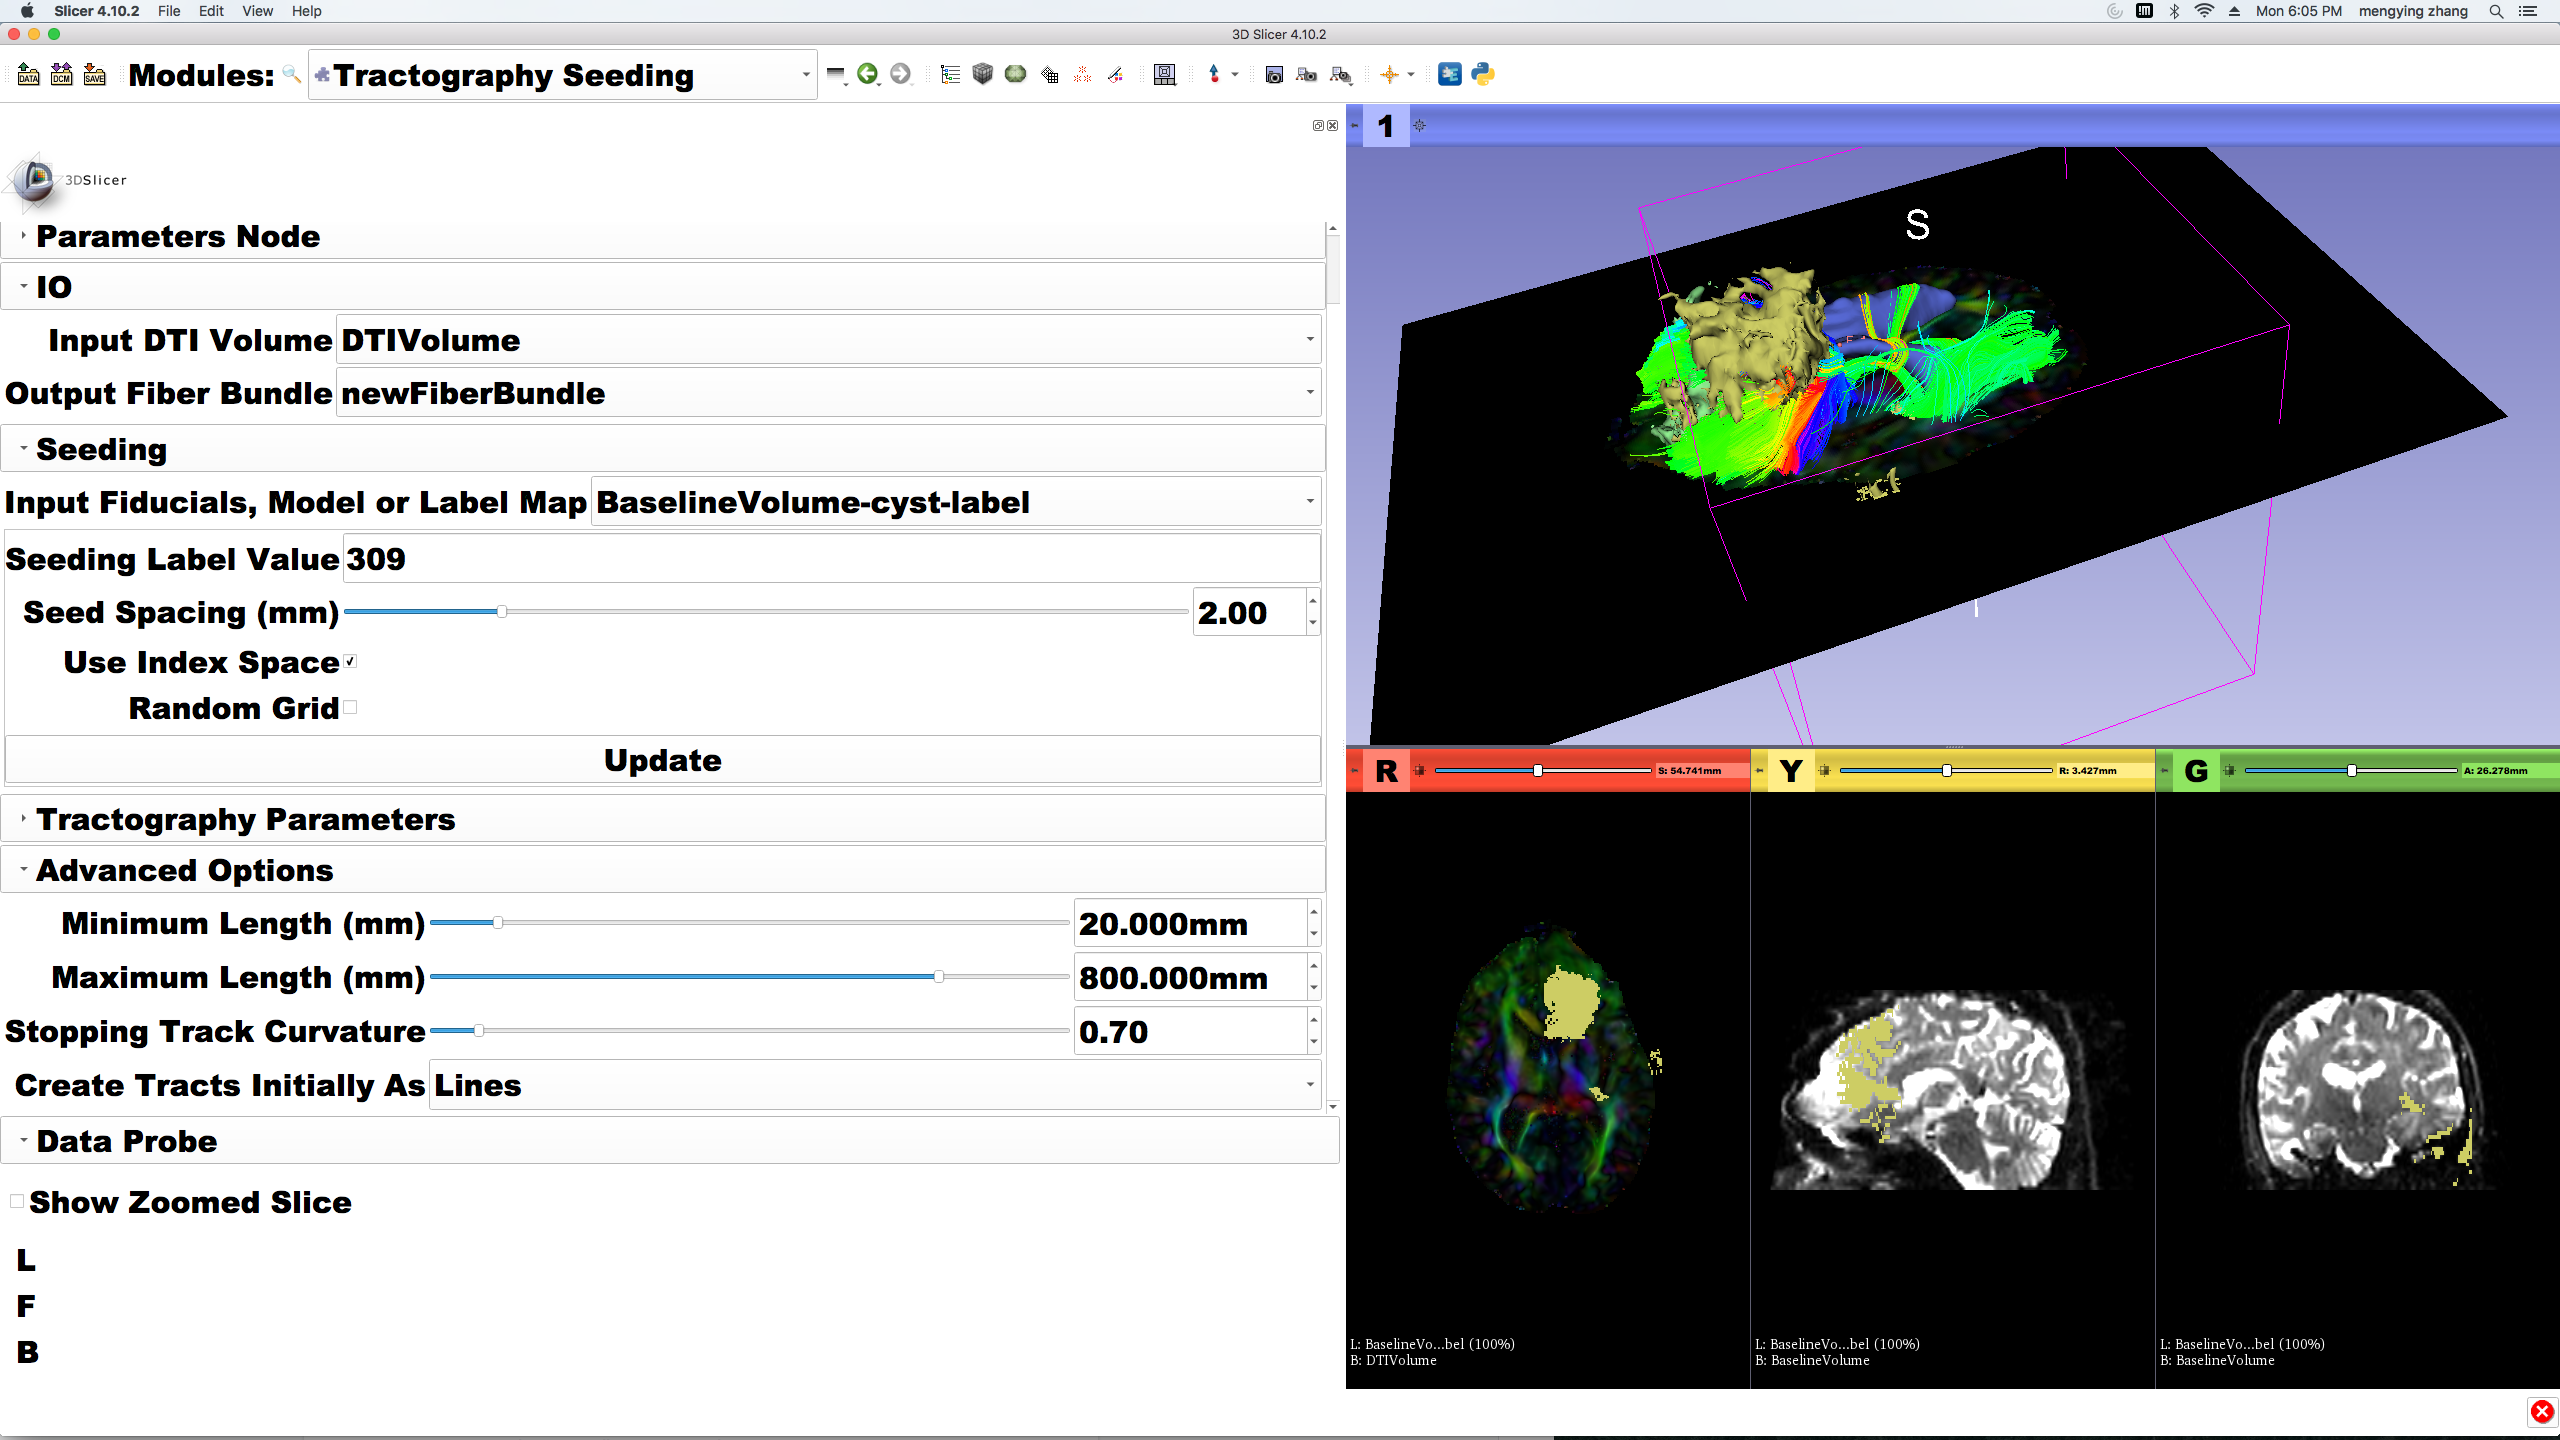 Slicer 4.10.2 File Edit View Help Mon 6:05 PM mengying zhang
3D Slicer 4.10.2
DATA DCM SAVE Modules: Tractography Seeding
1
3DSlicer
S
Parameters Node
IO
Input DTI Volume DTIVolume
Output Fiber Bundle newFiberBundle
Seeding
Input Fiducials, Model or Label Map BaselineVolume-cyst-label
Seeding Label Value 309
Seed Spacing (mm) 2.00
Use Index Space
Random Grid
Update
Tractography Parameters
Advanced Options
Minimum Length (mm) 20.000mm
Maximum Length (mm) 800.000mm
Stopping Track Curvature 0.70
Create Tracts Initially As Lines
Data Probe
Show Zoomed Slice
L
F
B
R S: 54.741mm
Y R: 3.427mm
G A: 26.278mm
L: BaselineVo...bel (100%)
B: DTIVolume
L: BaselineVo...bel (100%)
B: BaselineVolume
L: BaselineVo...bel (100%)
B: BaselineVolume